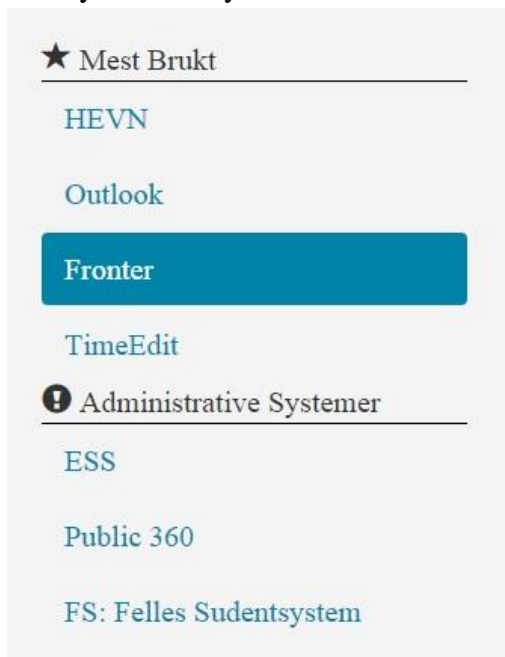 Mest Brukt
HEVN
Outlook
Fronter
TimeEdit
Administrative Systemer
ESS
Public 360
FS: Felles Sudentsystem